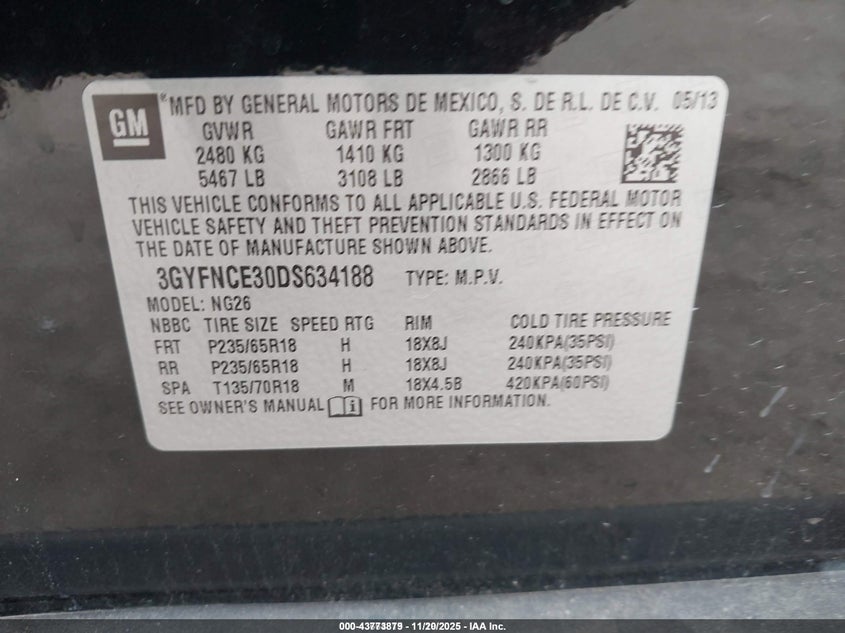 GM
®MFD BY GENERAL MOTORS DE MEXICO, S. DE R.L. DE C.V. 05/13
GVWR GAWR FRT GAWR RR
2480 KG 1410 KG 1300 KG
5467 LB 3108 LB 2866 LB
THIS VEHICLE CONFORMS TO ALL APPLICABLE U.S. FEDERAL MOTOR
VEHICLE SAFETY AND THEFT PREVENTION STANDARDS IN EFFECT ON
THE DATE OF MANUFACTURE SHOWN ABOVE.
3GYFNCE30DS634188 TYPE: M.P.V.
MODEL: NG26
NBBC TIRE SIZE SPEED RTG RIM COLD TIRE PRESSURE
FRT P235/65R18 H 18X8J 240KPA(35PSI)
RR P235/65R18 H 18X8J 240KPA(35PSI)
SPA T135/70R18 M 18X4.5B 420KPA(60PSI)
SEE OWNER'S MANUAL i FOR MORE INFORMATION.
000-43773879 - 11/20/2025 - IAA Inc.